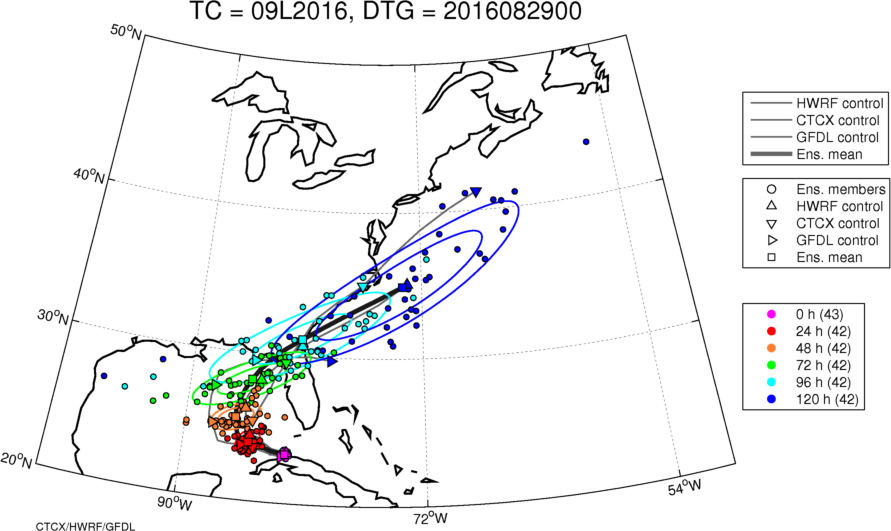 TC = 09L2016, DTG = 2016082900
50°N
40°N
30°N
20°N
90°W
72°W
54°W
HWRF control
CTCX control
GFDL control
Ens. mean
Ens. members
HWRF control
CTCX control
GFDL control
Ens. mean
0 h (43)
24 h (42)
48 h (42)
72 h (42)
96 h (42)
120 h (42)
CTCX/HWRF/GFDL